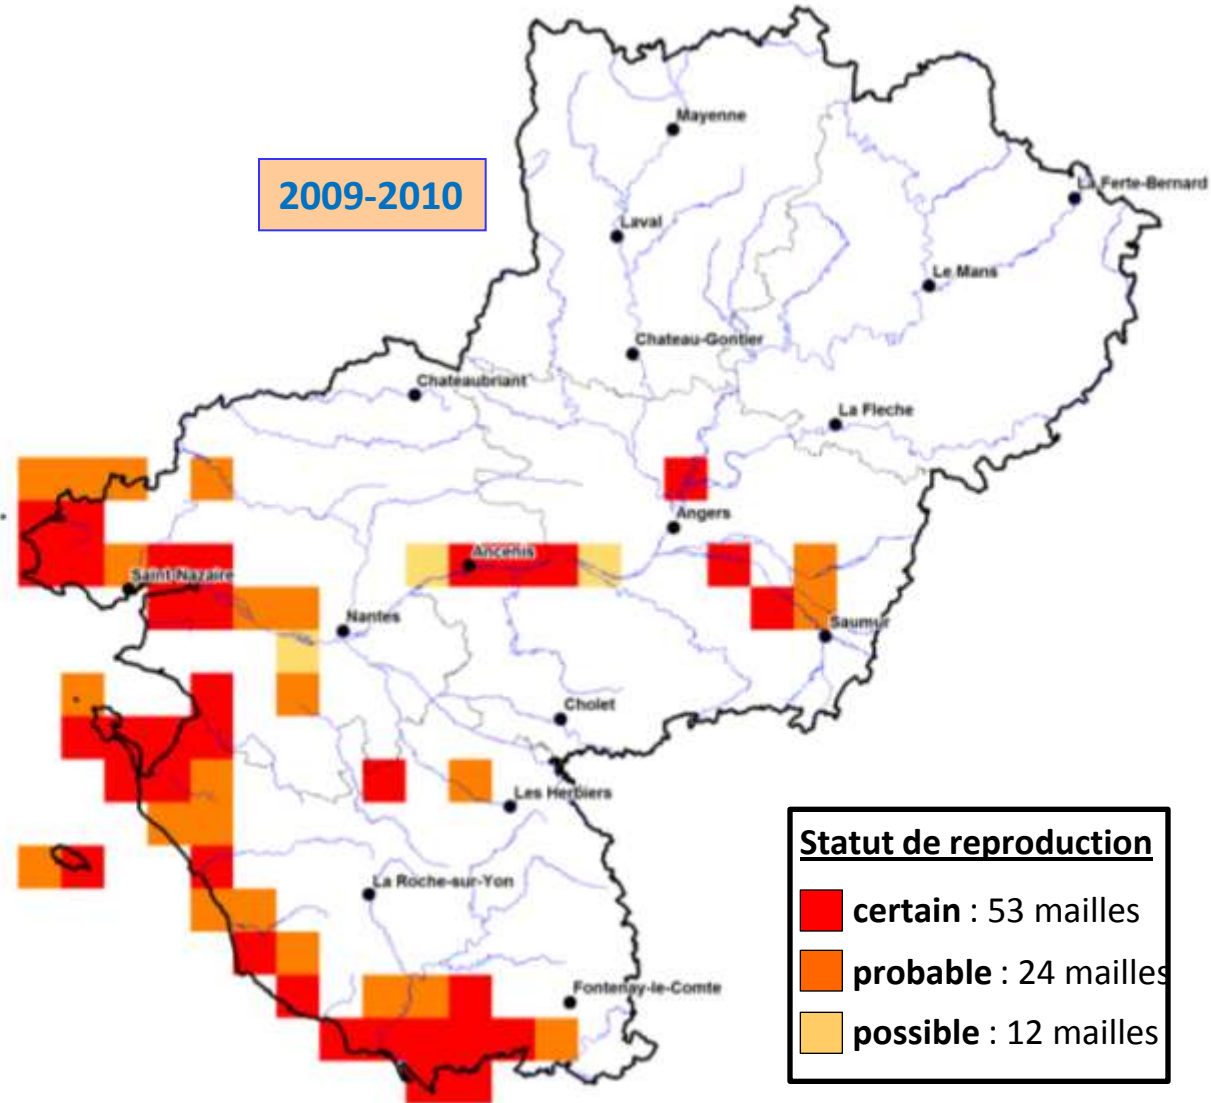 Mayenne
2009-2010
La Ferte-Bernard
Laval
Le Mans
Chateau-Gontier
Chateaubriant
La Fleche
Angers
Ancenis
Saint Nazaire
Nantes
Saumur
Cholet
Les Herbiers
La Roche-sur-Yon
Fontenay-le-Comte
Statut de reproduction
certain : 53 mailles
probable : 24 mailles
possible : 12 mailles